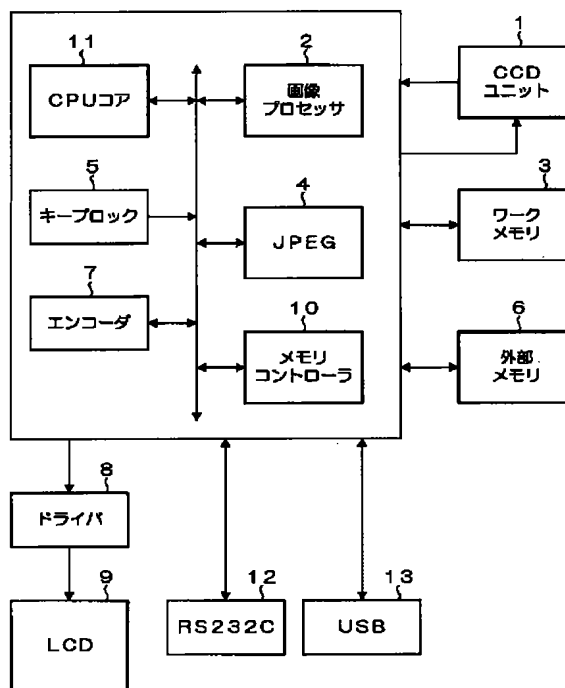 11
CPUコア
2
画像
プロセッサ
1
CCD
ユニット
5
キーブロック
4
JPEG
3
ワーク
メモリ
7
エンコーダ
10
メモリ
コントローラ
6
外部
メモリ
8
ドライバ
9
LCD
12
RS232C
13
USB